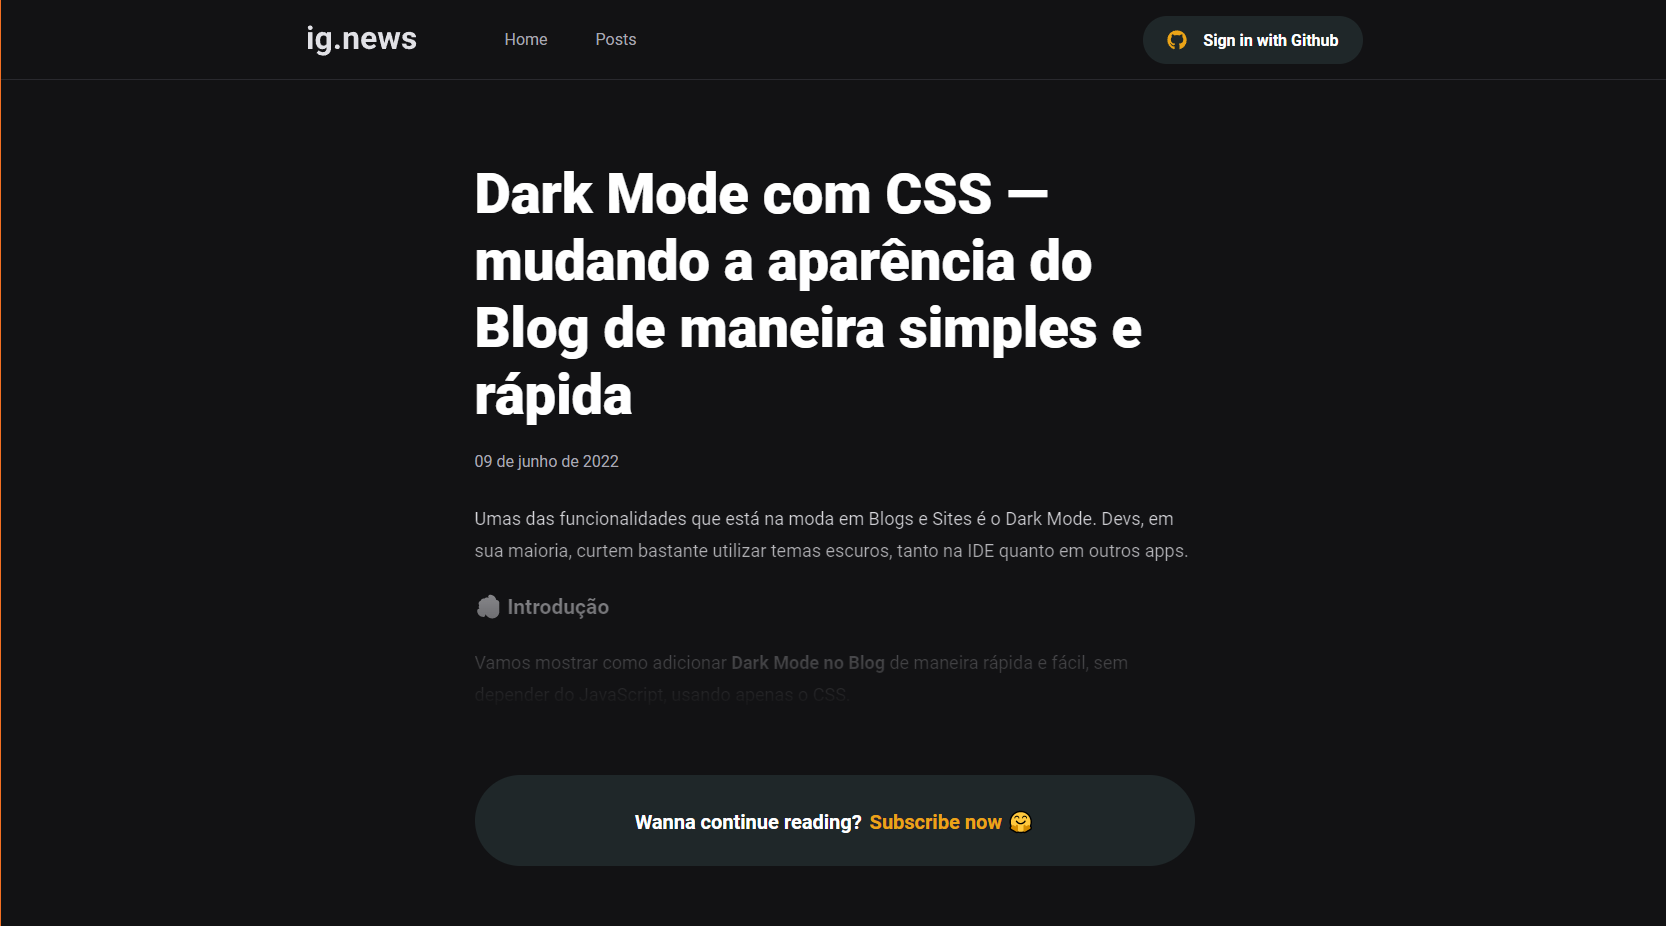 ig.news
Home
Posts
Sign in with Github
Dark Mode com CSS —
mudando a aparência do
Blog de maneira simples e
rápida
09 de junho de 2022
Umas das funcionalidades que está na moda em Blogs e Sites é o Dark Mode. Devs, em
sua maioria, curtem bastante utilizar temas escuros, tanto na IDE quanto em outros apps.
Introdução
Vamos mostrar como adicionar Dark Mode no Blog de maneira rápida e fácil, sem
depender do JavaScript, usando apenas o CSS.
Wanna continue reading? Subscribe now 🤗